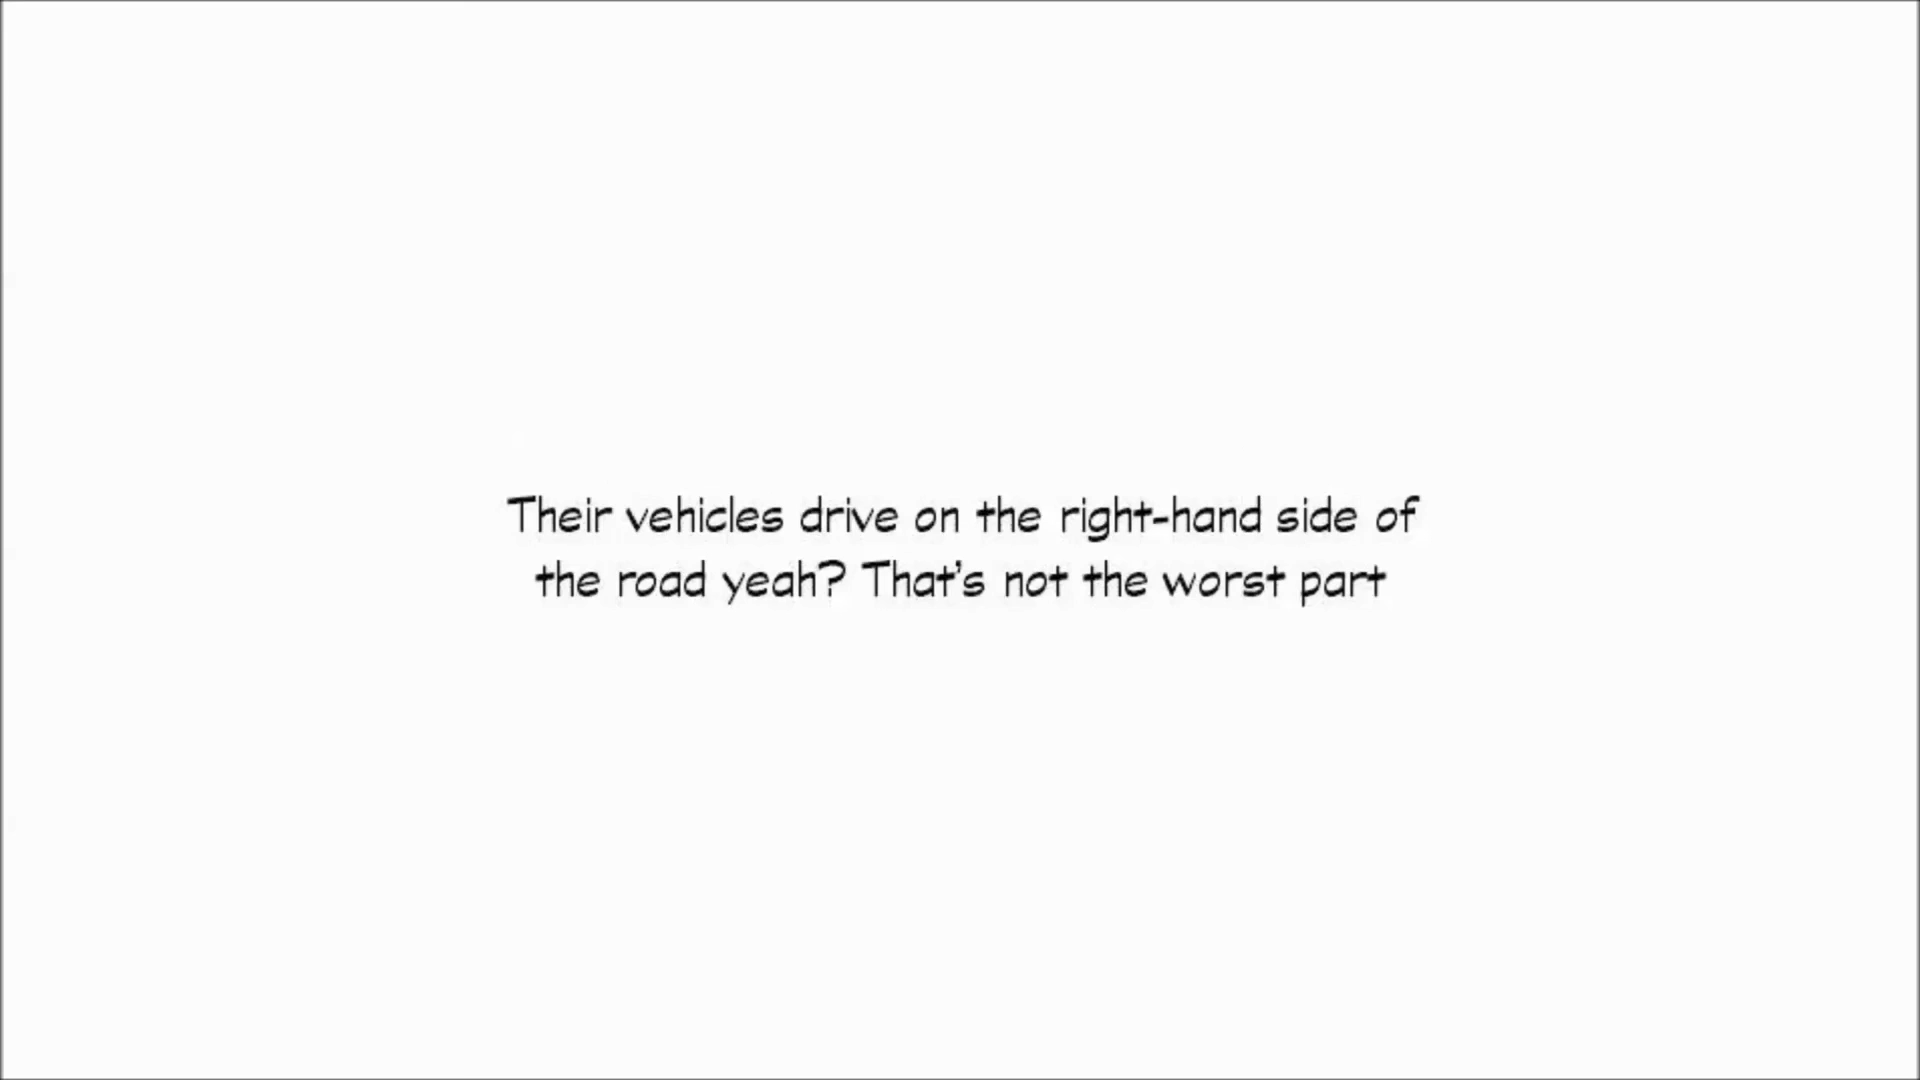 Their vehicles drive on the right-hand side of
the road yeah? That's not the worst part